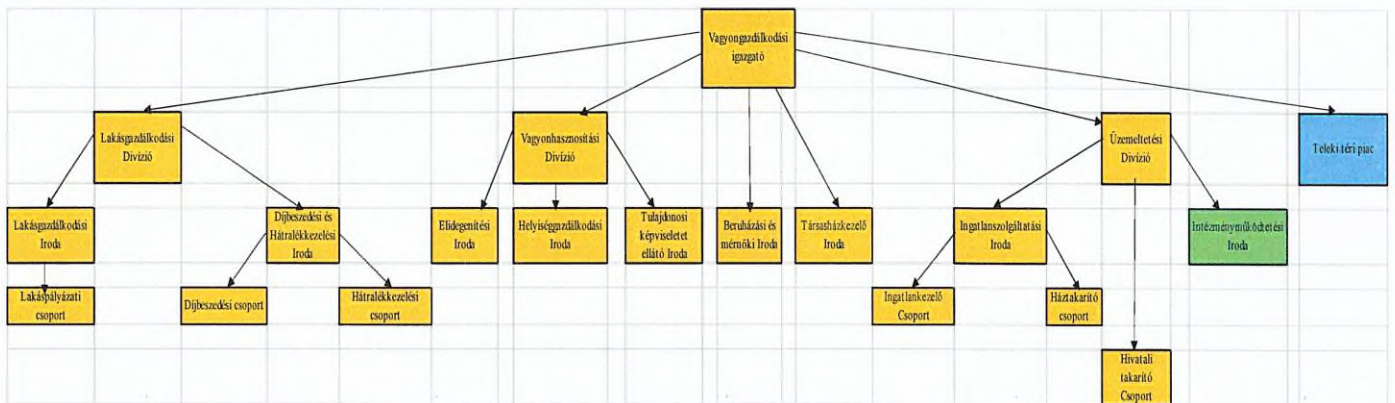 Vagyongazdálkodási
igazgató
Lakásgazdálkodási
Divízió
Vagyonhasznosítási
Divízió
Üzemeltetési
Divízió
Teleki téri piac
Lakásgazdálkodási
Iroda
Díjbeszedési és
Hátralékkezelési
Iroda
Elidegenítési
Iroda
Helyiséggazdálkodási
Iroda
Tulajdonosi
képviseletet
ellátó Iroda
Beruházási és
mérnöki Iroda
Társasházkezelő
Iroda
Ingatlanszolgáltatási
Iroda
Intézményműködtetési
Iroda
Lakáspályázati
csoport
Díjbeszedési csoport
Hátralékkezelési
csoport
Ingatlankezelő
Csoport
Háztakarító
csoport
Hivatali
takarító
Csoport